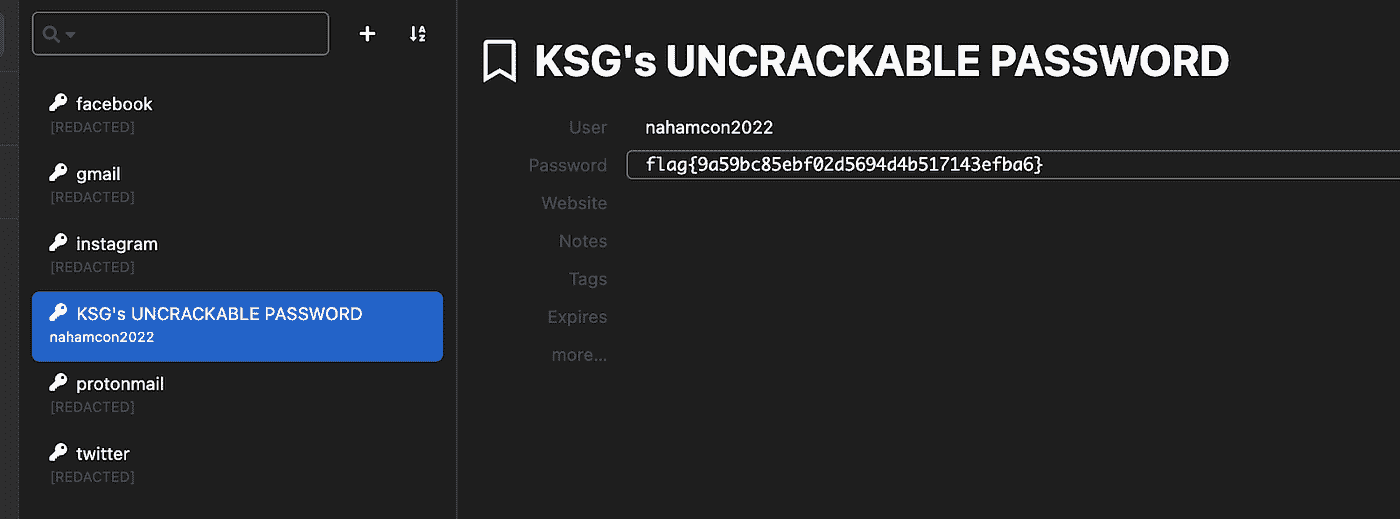 facebook
[REDACTED]
gmail
[REDACTED]
instagram
[REDACTED]
KSG's UNCRACKABLE PASSWORD
nahamcon2022
protonmail
[REDACTED]
twitter
[REDACTED]
KSG's UNCRACKABLE PASSWORD
User nahamcon2022
Password flag{9a59bc85ebf02d5694d4b517143efba6}
Website
Notes
Tags
Expires
more...